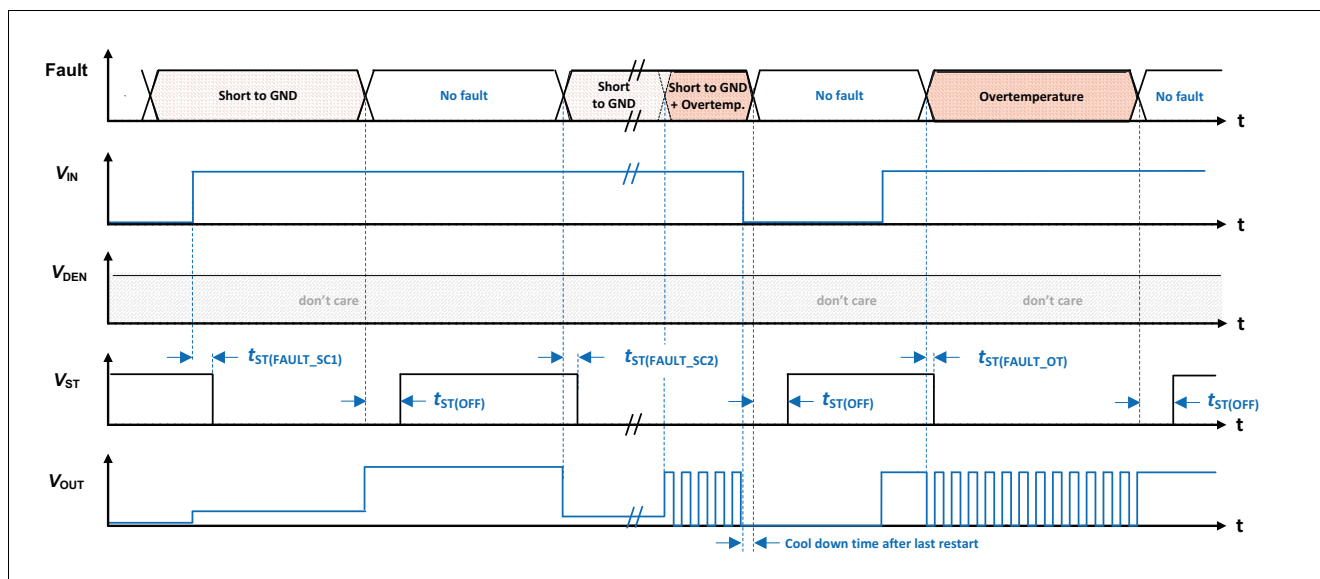 Fault
Short to GND
No fault
Short
to GND
Short to GND
+ Overtemp.
No fault
Overtemperature
No fault
t
VIN
t
VDEN
don't care
don't care
don't care
t
VST
tST(FAULT_SC1)
tST(OFF)
tST(FAULT_SC2)
tST(OFF)
tST(FAULT_OT)
tST(OFF)
t
VOUT
t
Cool down time after last restart